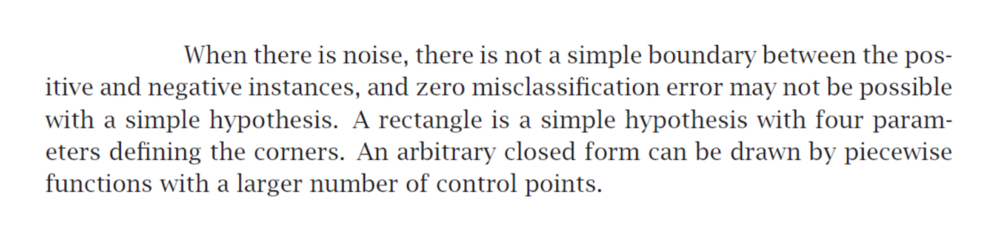 When there is noise, there is not a simple boundary between the pos-
itive and negative instances, and zero misclassification error may not be possible
with a simple hypothesis. A rectangle is a simple hypothesis with four param-
eters defining the corners. An arbitrary closed form can be drawn by piecewise
functions with a larger number of control points.